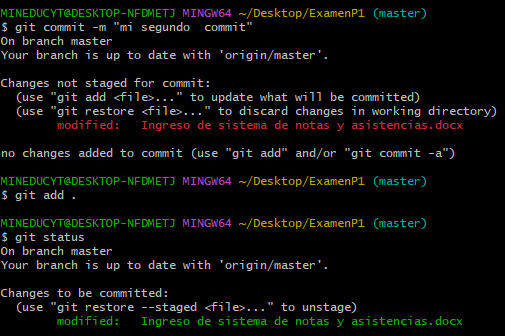 MINEDUCYT@DESKTOP-NFDMETJ MINGW64 ~/Desktop/ExamenP1 (master)
$ git commit -m "mi segundo  commit"
On branch master
Your branch is up to date with 'origin/master'.

Changes not staged for commit:
  (use "git add <file>..." to update what will be committed)
  (use "git restore <file>..." to discard changes in working directory)
        modified:   Ingreso de sistema de notas y asistencias.docx

no changes added to commit (use "git add" and/or "git commit -a")

MINEDUCYT@DESKTOP-NFDMETJ MINGW64 ~/Desktop/ExamenP1 (master)
$ git add .

MINEDUCYT@DESKTOP-NFDMETJ MINGW64 ~/Desktop/ExamenP1 (master)
$ git status
On branch master
Your branch is up to date with 'origin/master'.

Changes to be committed:
  (use "git restore --staged <file>..." to unstage)
        modified:   Ingreso de sistema de notas y asistencias.docx